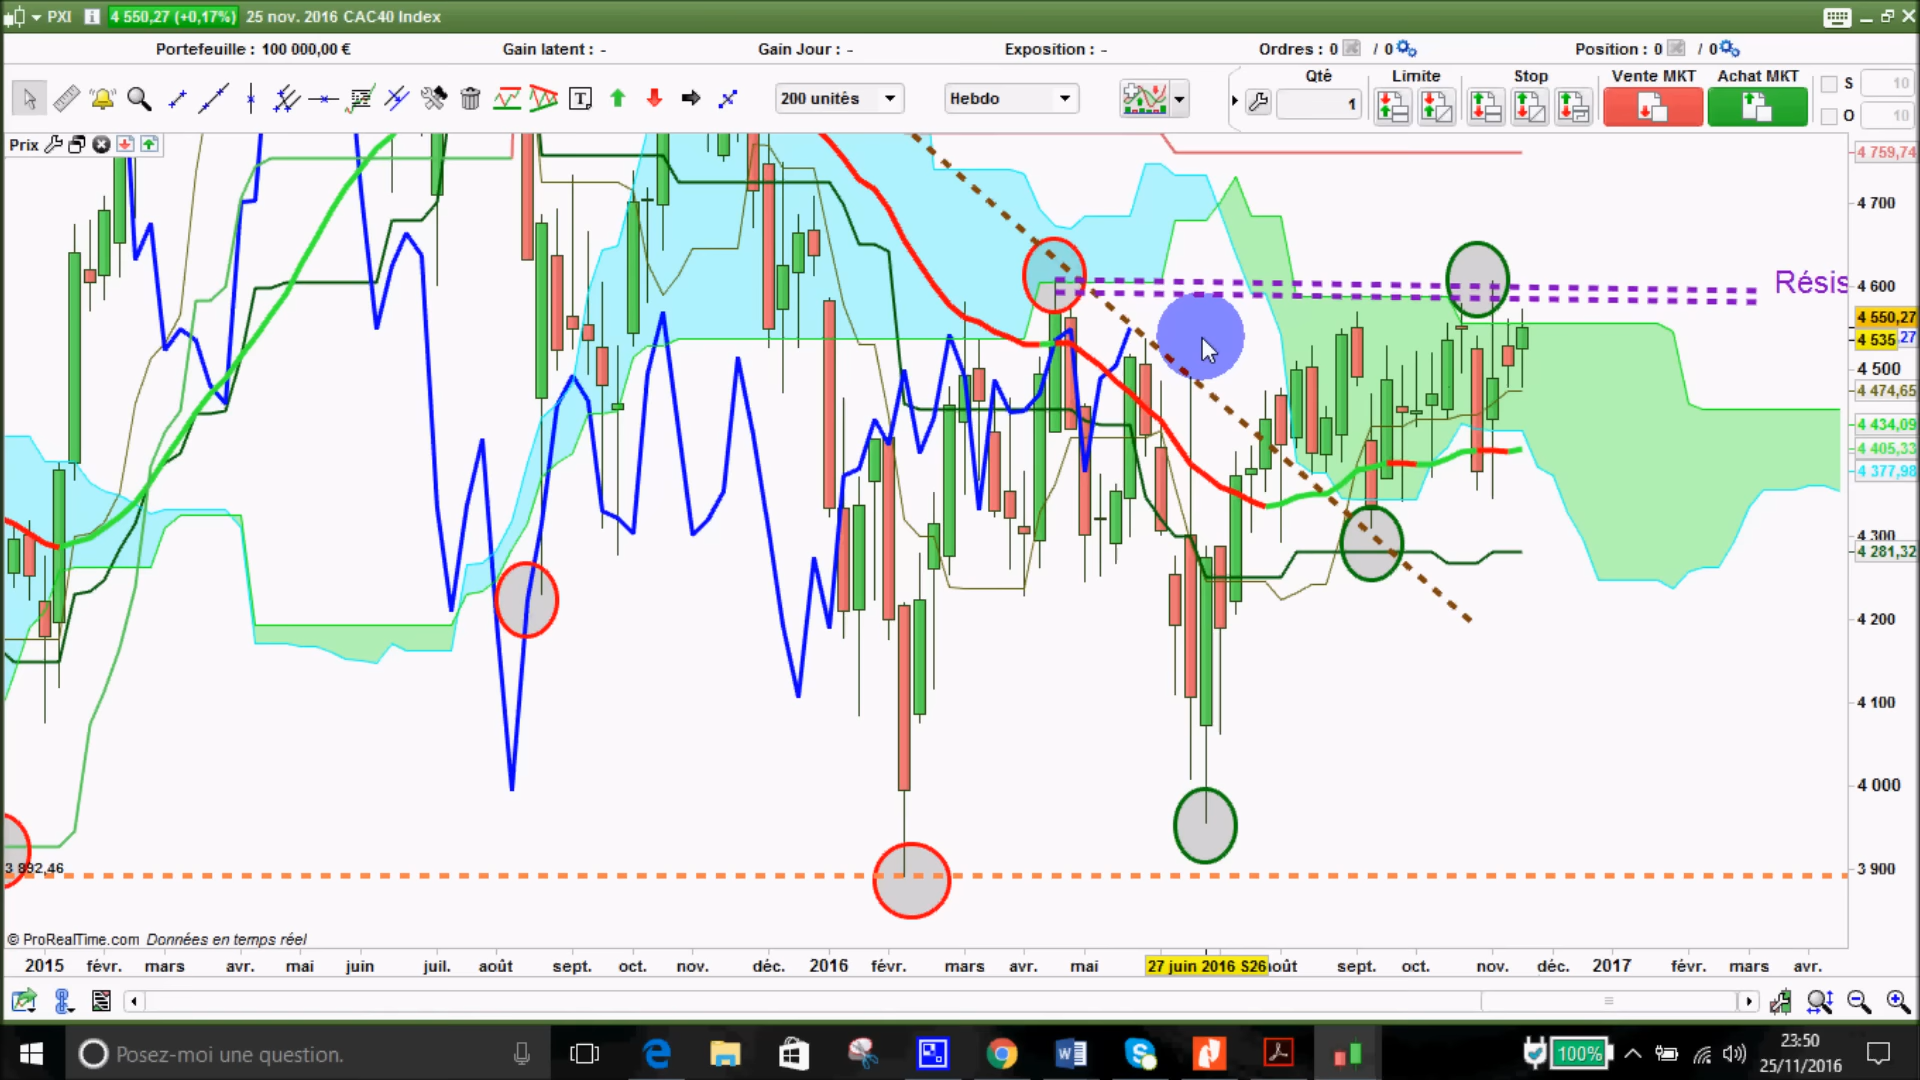 PXI 4 550,27 (+0,17%) 25 nov. 2016 CAC40 Index
Portefeuille : 100 000,00 € Gain latent : - Gain Jour : - Exposition : - Ordres : 0 / 0 Position : 0 / 0
Qté Limite Stop Vente MKT Achat MKT S 10
200 unités Hebdo 1 O 10
Prix
4 759,74
4 700
Résis
4 600
4 550,27
4 535
27
4 500
4 474,65
4 434,09
4 405,33
4 377,98
4 300
4 281,32
4 200
4 100
4 000
3 892,46
3 900
© ProRealTime.com Données en temps réel
2015 févr. mars avr. mai juin juil. août sept. oct. nov. déc. 2016 févr. mars avr. mai 27 juin 2016 S26 août sept. oct. nov. déc. 2017 févr. mars avr.
Posez-moi une question.
100%
23:50
25/11/2016